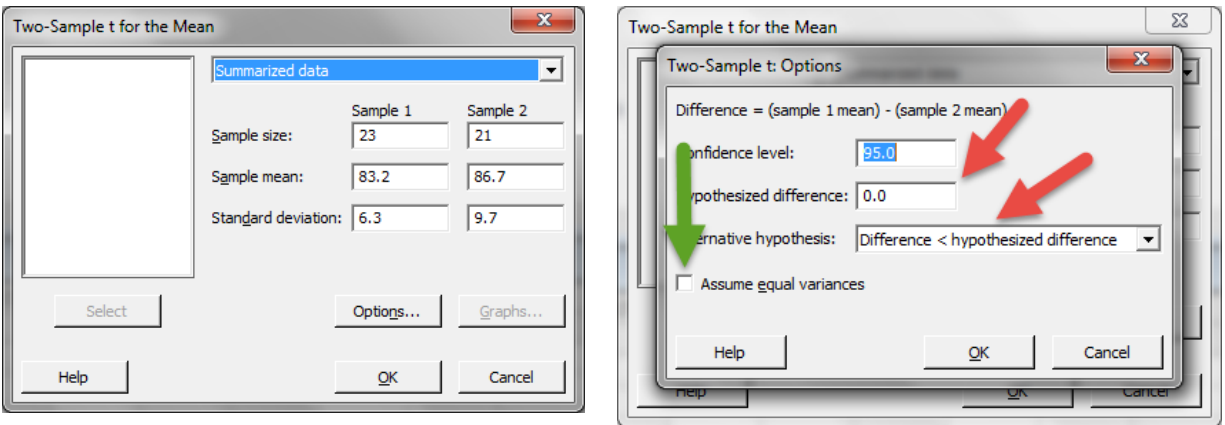 Two-Sample t for the Mean
Summarized data
Sample 1 Sample 2
Sample size: 23 21
Sample mean: 83.2 86.7
Standard deviation: 6.3 9.7
Select Options... Graphs...
Help OK Cancel
Two-Sample t for the Mean
Two-Sample t: Options
Difference = (sample 1 mean) - (sample 2 mean)
onfidence level: 95.0
ypothesized difference: 0.0
ernative hypothesis: Difference < hypothesized difference
Assume equal variances
Help OK Cancel
Help OK Cancel